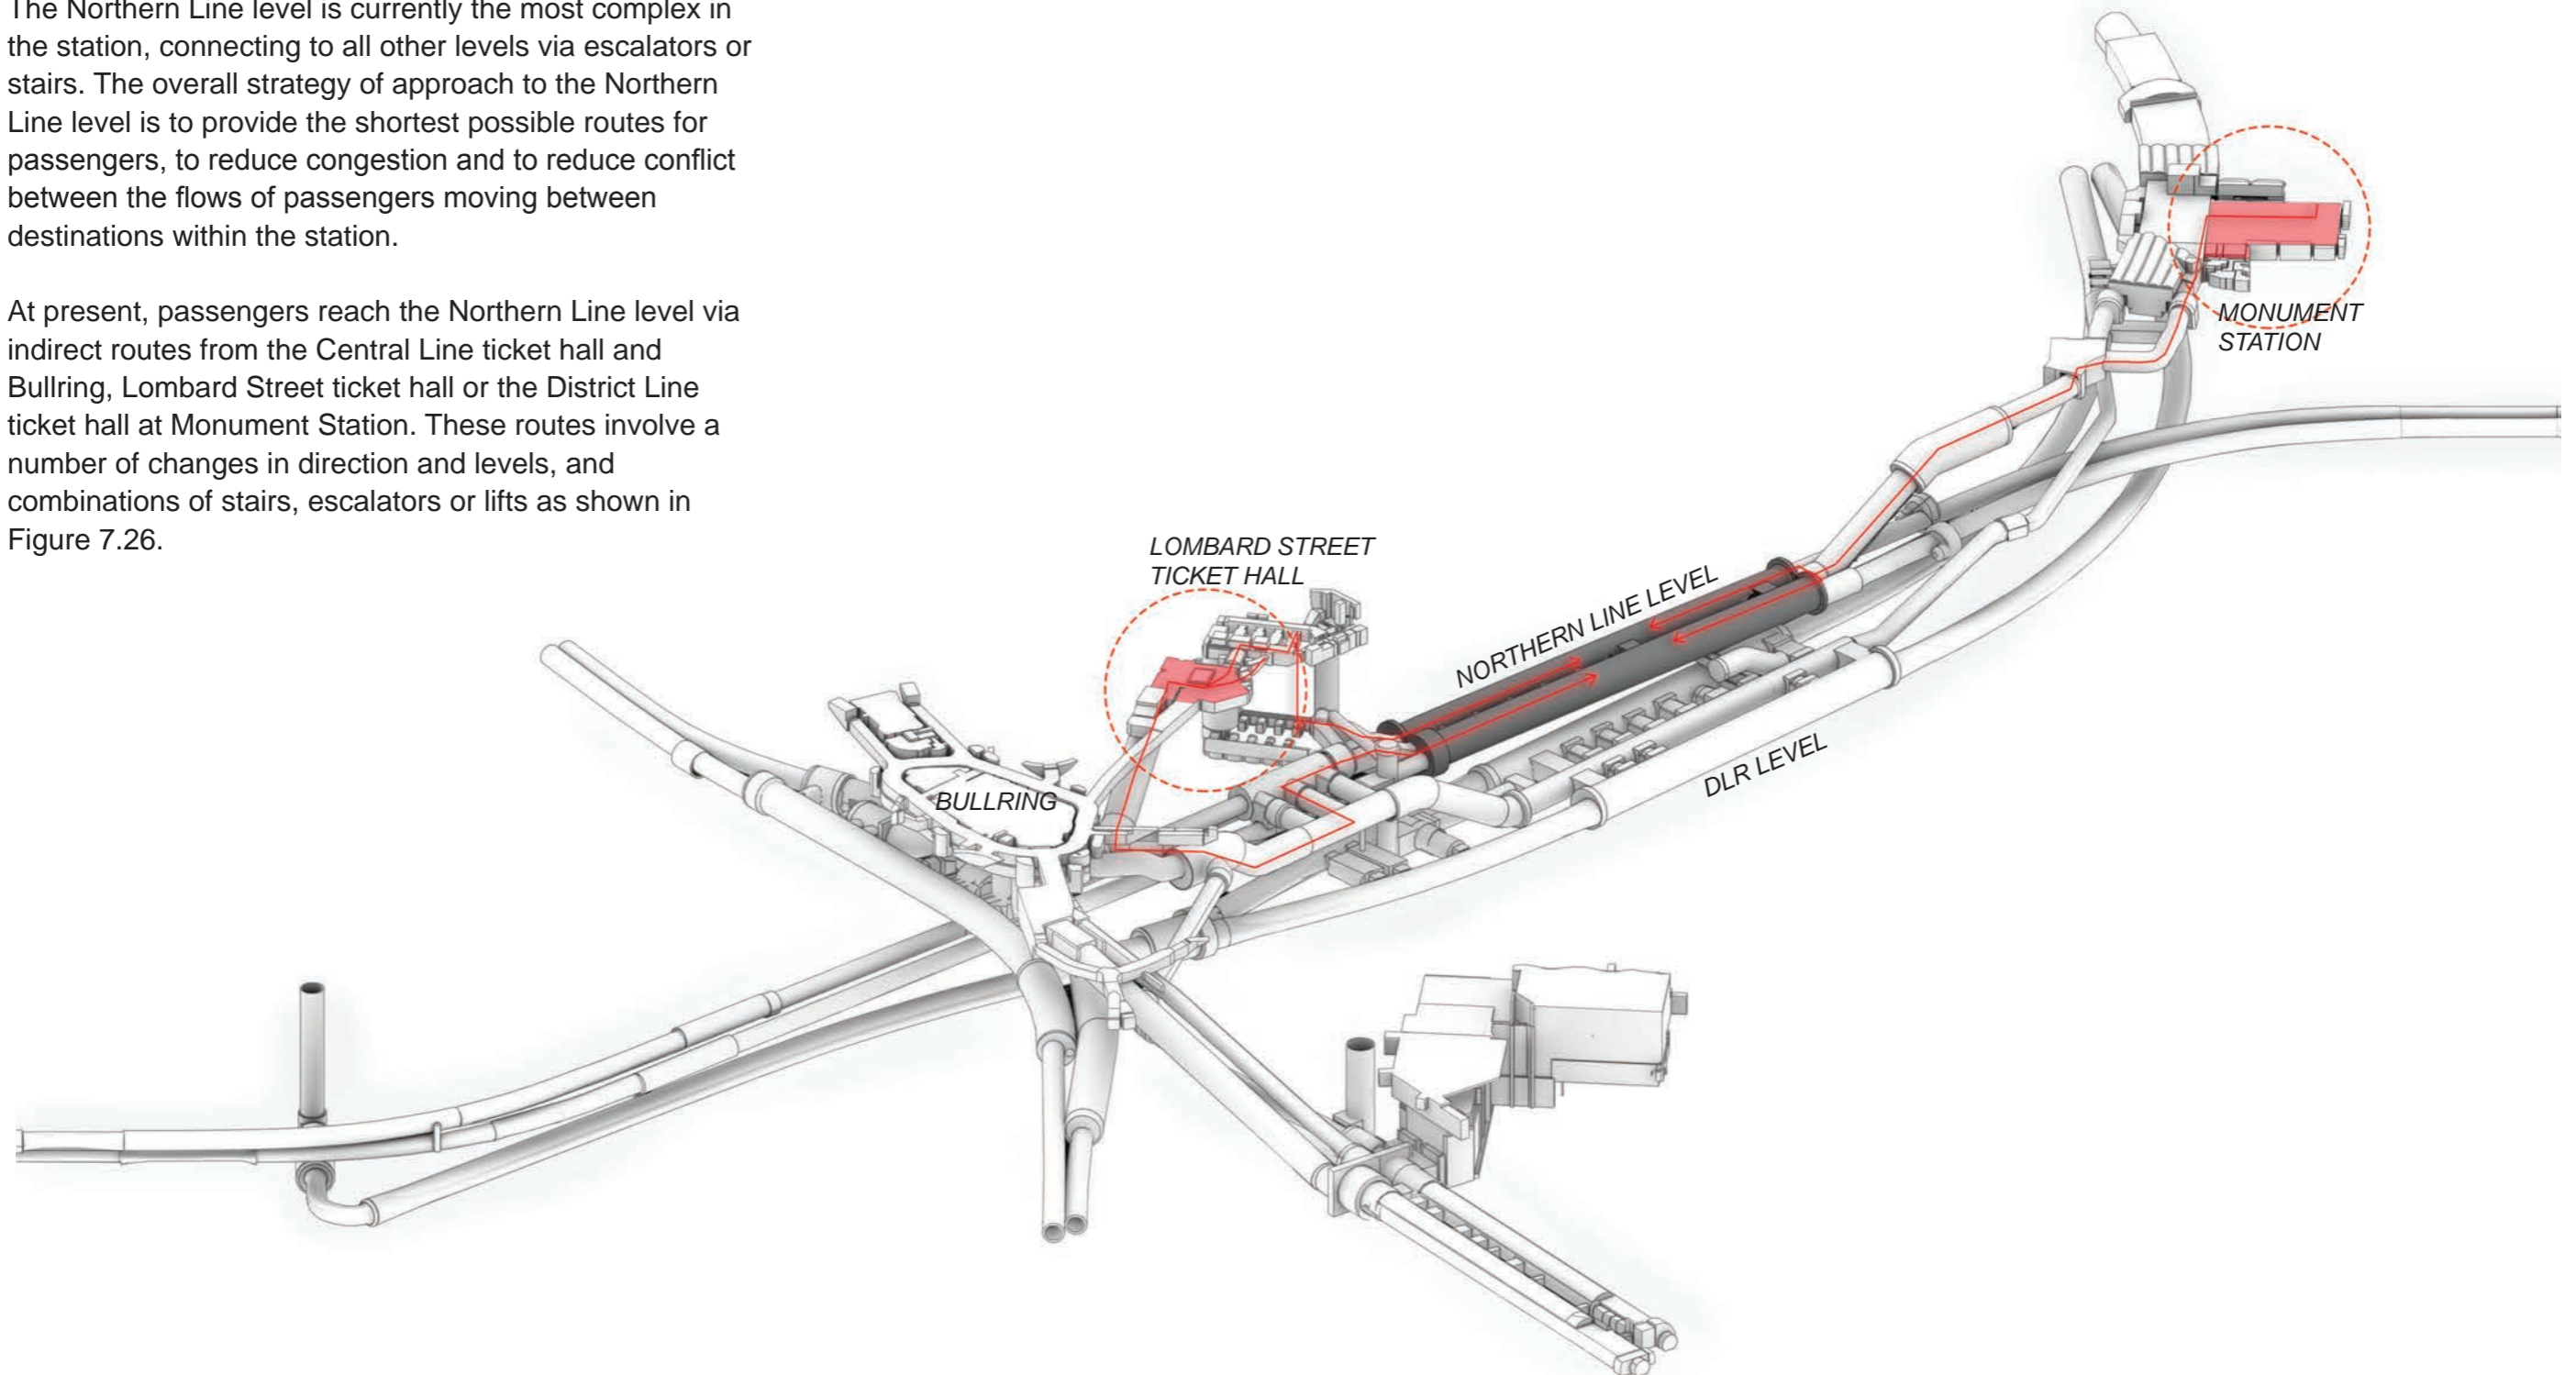 The Northern Line level is currently the most complex in
the station, connecting to all other levels via escalators or
stairs. The overall strategy of approach to the Northern
Line level is to provide the shortest possible routes for
passengers, to reduce congestion and to reduce conflict
between the flows of passengers moving between
destinations within the station.
At present, passengers reach the Northern Line level via
indirect routes from the Central Line ticket hall and
Bullring, Lombard Street ticket hall or the District Line
ticket hall at Monument Station. These routes involve a
number of changes in direction and levels, and
combinations of stairs, escalators or lifts as shown in
Figure 7.26.
MONUMENT
STATION
LOMBARD STREET
TICKET HALL
NORTHERN LINE LEVEL
BULLRING
DLR LEVEL